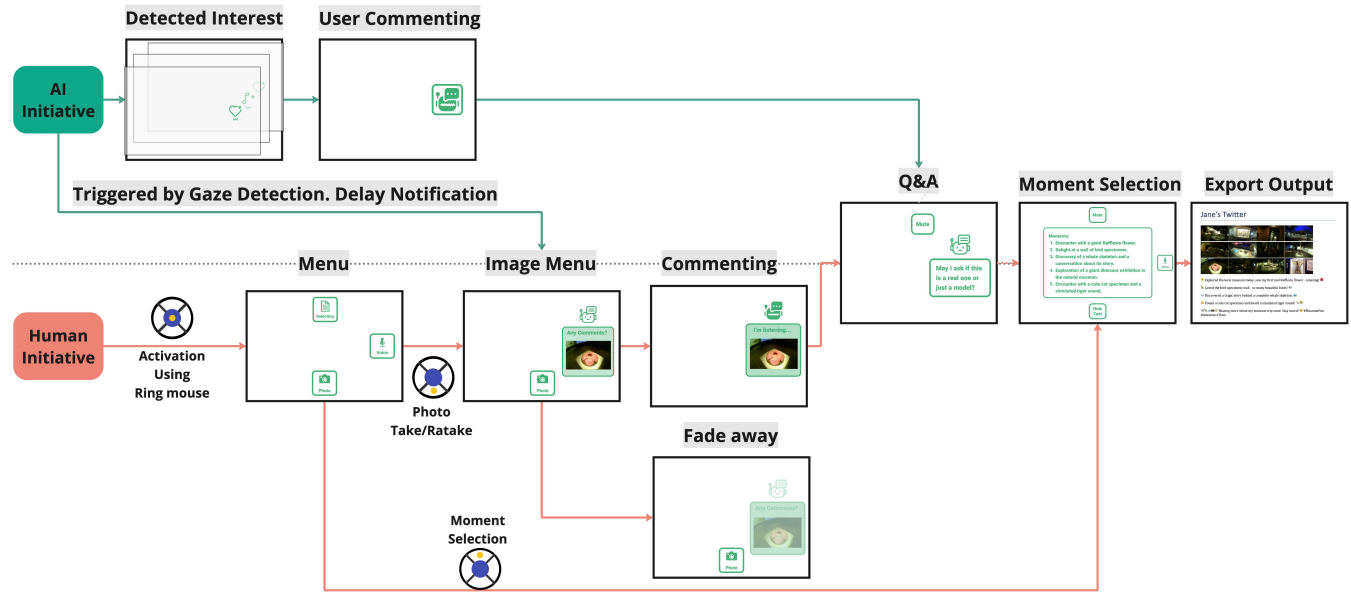 Detected Interest
User Commenting
AI
Initiative
Triggered by Gaze Detection. Delay Notification
Q&A
Moment Selection
Export Output
Mute
May I ask if this
is a real one or
just a model?
Mute
Moments:
1. Encounter with a giant Rafflesia flower.
2. Delight at a wall of bird specimens.
3. Discovery of a whale skeleton and a
conversation about its story.
4. Exploration of a giant dinosaur exhibition in
the natural museum.
5. Encounter with a cute cat specimen and a
simulated tiger sound.
Voice
Hide
Text
Jane's Twitter
Menu
Image Menu
Commenting
Human
Initiative
Activation
Using
Ring mouse
Selecting
Voice
Photo
Photo
Take/Ratake
Any Comments?
Photo
I'm listening...
Fade away
Any Comments?
Photo
Moment
Selection